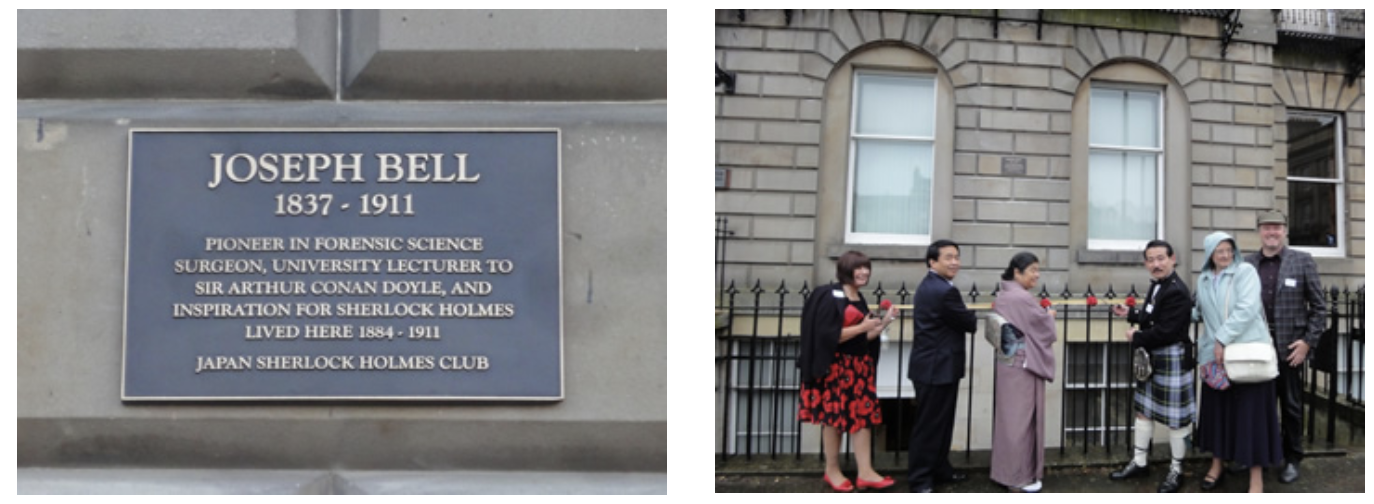 JOSEPH BELL
1837 - 1911
PIONEER IN FORENSIC SCIENCE
SURGEON, UNIVERSITY LECTURER TO
SIR ARTHUR CONAN DOYLE, AND
INSPIRATION FOR SHERLOCK HOLMES
LIVED HERE 1884 - 1911
JAPAN SHERLOCK HOLMES CLUB